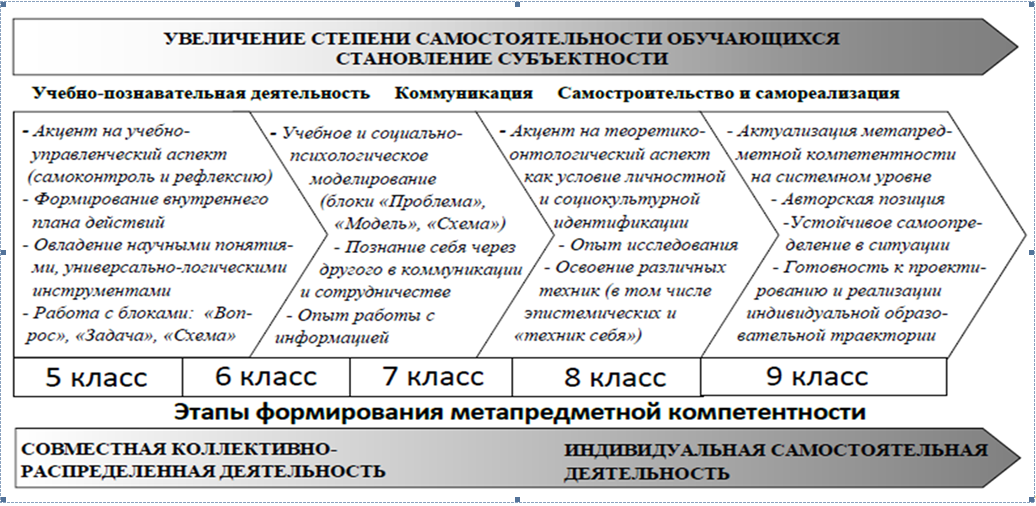 УВЕЛИЧЕНИЕ СТЕПЕНИ САМОСТОЯТЕЛЬНОСТИ ОБУЧАЮЩИХСЯ
СТАНОВЛЕНИЕ СУБЪЕКТНОСТИ
Учебно-познавательная деятельность Коммуникация Самостроительство и самореализация
- Акцент на учебно-
управленческий аспект
(самоконтроль и рефлексию)
- Формирование внутреннего
плана действий
- Овладение научными понятия-
ми, универсально-логическими
инструментами
- Работа с блоками: «Воп-
рос», «Задача», «Схема»
- Учебное и социально-
психологическое
моделирование
(блоки «Проблема»,
«Модель», «Схема»)
- Познание себя через
другого в коммуникации
и сотрудничестве
- Опыт работы с
информацией
- Акцент на теоретико-
онтологический аспект
как условие личностной
и социокультурной
идентификации
- Опыт исследования
- Освоение различных
техник (в том числе
эпистемических и
«техник себя»)
- Актуализация метапред-
метной компетентности
на системном уровне
- Авторская позиция
-Устойчивое самоопре-
деление в ситуации
- Готовность к проекти-
рованию и реализации
индивидуальной образо-
вательной траектории
5 класс 6 класс 7 класс 8 класс 9 класс
Этапы формирования метапредметной компетентности
СОВМЕСТНАЯ КОЛЛЕКТИВНО-
РАСПРЕДЕЛЕННАЯ ДЕЯТЕЛЬНОСТЬ
ИНДИВИДУАЛЬНАЯ САМОСТОЯТЕЛЬНАЯ
ДЕЯТЕЛЬНОСТЬ